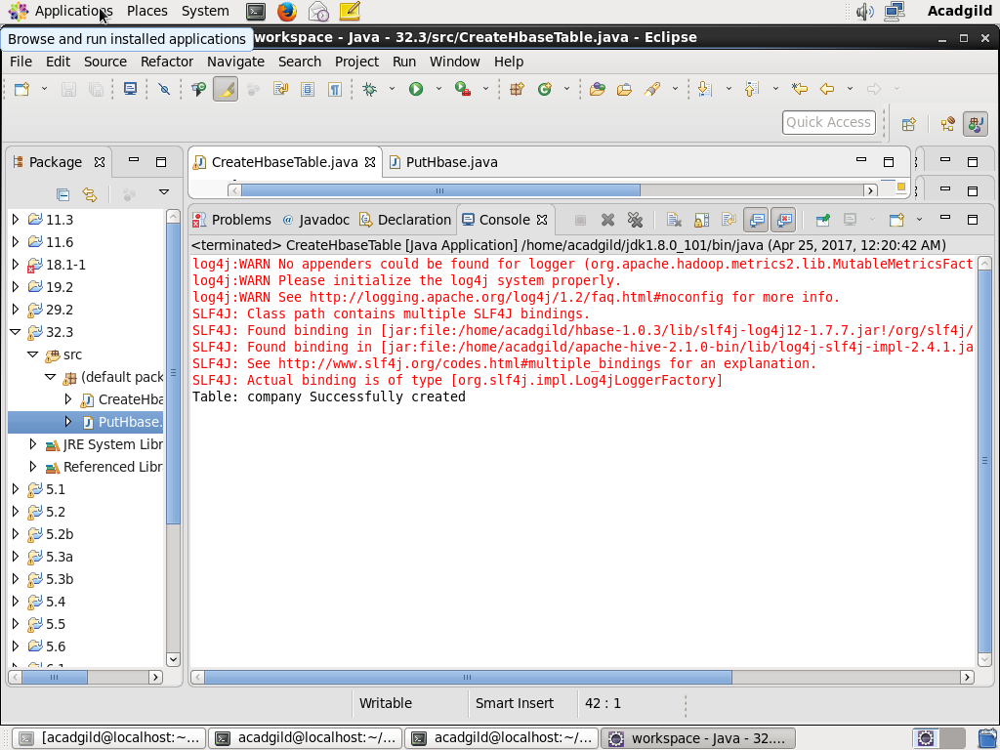 Applications Places System Acadgild
Browse and run installed applications
workspace - Java - 32.3/src/CreateHbaseTable.java - Eclipse
File Edit Source Refactor Navigate Search Project Run Window Help
Quick Access
Package
CreateHbaseTable.java PutHbase.java
Problems @ Javadoc Declaration Console
<terminated> CreateHbaseTable [Java Application] /home/acadgild/jdk1.8.0_101/bin/java (Apr 25, 2017, 12:20:42 AM)
log4j:WARN No appenders could be found for logger (org.apache.hadoop.metrics2.lib.MutableMetricsFact
log4j:WARN Please initialize the log4j system properly.
log4j:WARN See http://logging.apache.org/log4j/1.2/faq.html#noconfig for more info.
SLF4J: Class path contains multiple SLF4J bindings.
SLF4J: Found binding in [jar:file:/home/acadgild/hbase-1.0.3/lib/slf4j-log4j12-1.7.7.jar!/org/slf4j/
SLF4J: Found binding in [jar:file:/home/acadgild/apache-hive-2.1.0-bin/lib/log4j-slf4j-impl-2.4.1.ja
SLF4J: See http://www.slf4j.org/codes.html#multiple_bindings for an explanation.
SLF4J: Actual binding is of type [org.slf4j.impl.Log4jLoggerFactory]
Table: company Successfully created
11.3
11.6
18.1-1
19.2
29.2
32.3
src
(default pack
CreateHba
PutHbase.
JRE System Libr
Referenced Libr
5.1
5.2
5.2b
5.3a
5.3b
5.4
5.5
5.6
Writable Smart Insert 42 : 1
[acadgild@localhost:~... acadgild@localhost:~/... acadgild@localhost:~/... workspace - Java - 32....